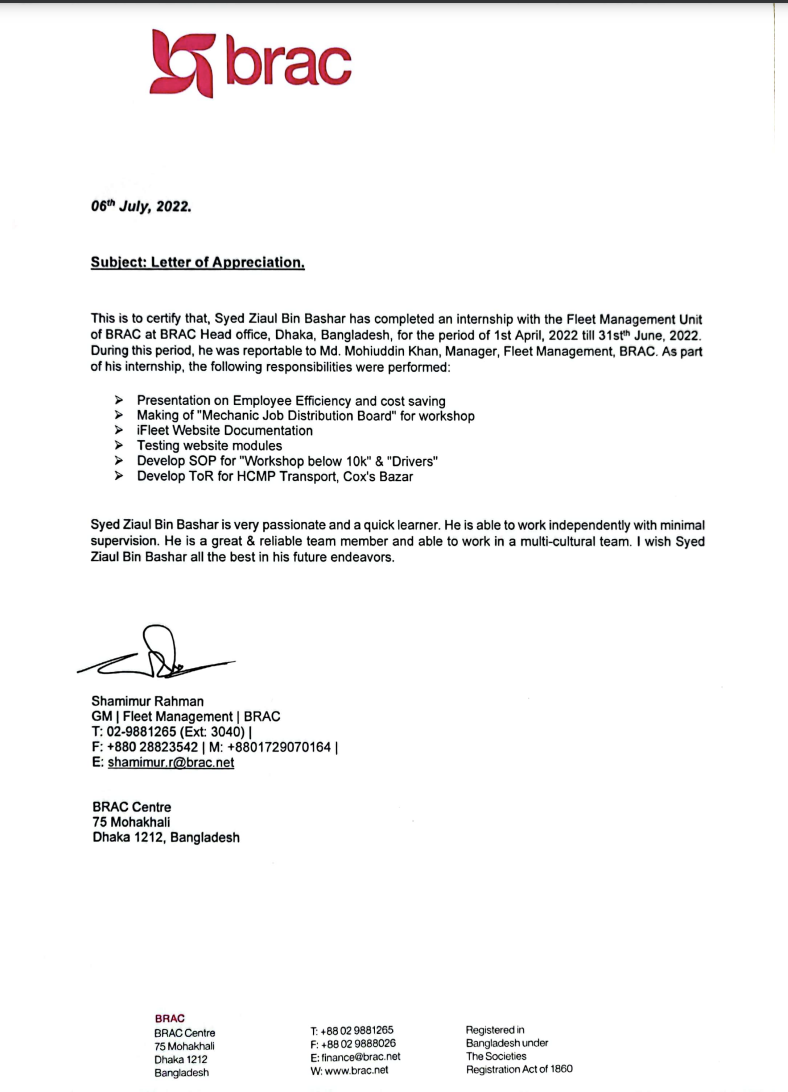 brac
06th July, 2022.
Subject: Letter of Appreciation.
This is to certify that, Syed Ziaul Bin Bashar has completed an internship with the Fleet Management Unit
of BRAC at BRAC Head office, Dhaka, Bangladesh, for the period of 1st April, 2022 till 31stth June, 2022.
During this period, he was reportable to Md. Mohiuddin Khan, Manager, Fleet Management, BRAC. As part
of his internship, the following responsibilities were performed:
➤ Presentation on Employee Efficiency and cost saving
➤ Making of "Mechanic Job Distribution Board" for workshop
➤ iFleet Website Documentation
➤ Testing website modules
➤ Develop SOP for "Workshop below 10k" & "Drivers"
➤ Develop ToR for HCMP Transport, Cox's Bazar
Syed Ziaul Bin Bashar is very passionate and a quick learner. He is able to work independently with minimal
supervision. He is a great & reliable team member and able to work in a multi-cultural team. I wish Syed
Ziaul Bin Bashar all the best in his future endeavors.
Shamimur Rahman
GM | Fleet Management | BRAC
T: 02-9881265 (Ext: 3040) |
F: +880 28823542 | M: +8801729070164 |
E: shamimur.r@brac.net
BRAC Centre
75 Mohakhali
Dhaka 1212, Bangladesh
BRAC
BRAC Centre
75 Mohakhali
Dhaka 1212
Bangladesh
T: +88 02 9881265
F: +88 02 9888026
E: finance@brac.net
W: www.brac.net
Registered in
Bangladesh under
The Societies
Registration Act of 1860